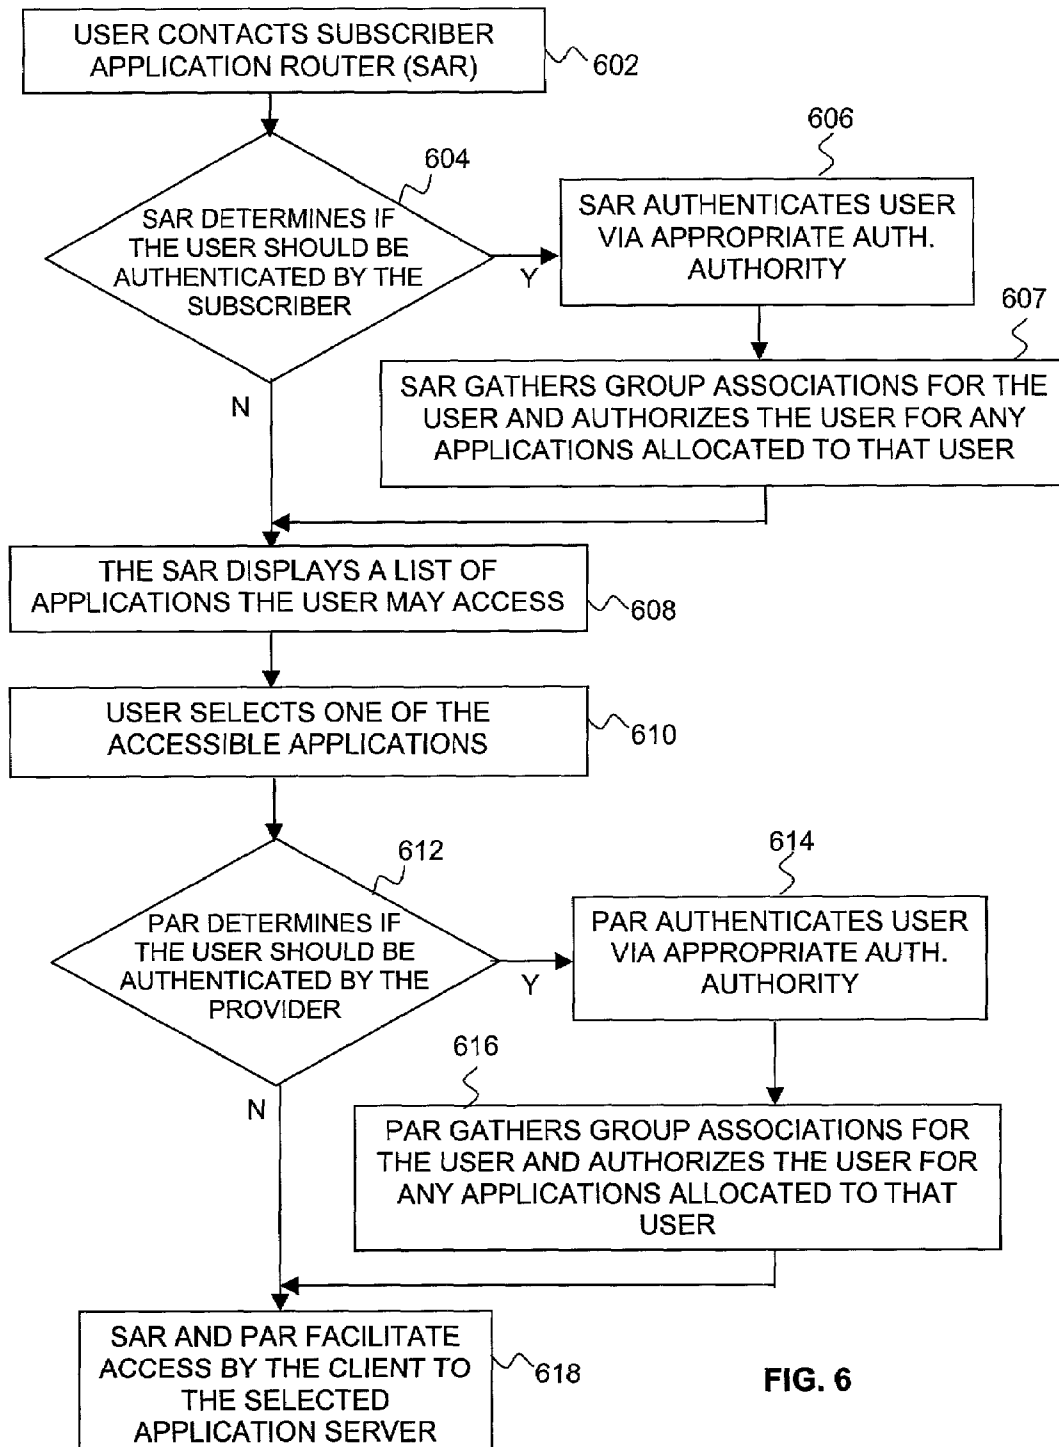 USER CONTACTS SUBSCRIBER
APPLICATION ROUTER (SAR)
602
604
SAR DETERMINES IF
THE USER SHOULD BE
AUTHENTICATED BY THE
SUBSCRIBER
Y
N
606
SAR AUTHENTICATES USER
VIA APPROPRIATE AUTH.
AUTHORITY
607
SAR GATHERS GROUP ASSOCIATIONS FOR THE
USER AND AUTHORIZES THE USER FOR ANY
APPLICATIONS ALLOCATED TO THAT USER
THE SAR DISPLAYS A LIST OF
APPLICATIONS THE USER MAY ACCESS
608
USER SELECTS ONE OF THE
ACCESSIBLE APPLICATIONS
610
612
PAR DETERMINES IF
THE USER SHOULD BE
AUTHENTICATED BY THE
PROVIDER
Y
N
614
PAR AUTHENTICATES USER
VIA APPROPRIATE AUTH.
AUTHORITY
616
PAR GATHERS GROUP ASSOCIATIONS FOR
THE USER AND AUTHORIZES THE USER FOR
ANY APPLICATIONS ALLOCATED TO THAT
USER
SAR AND PAR FACILITATE
ACCESS BY THE CLIENT TO
THE SELECTED
APPLICATION SERVER
618
FIG. 6